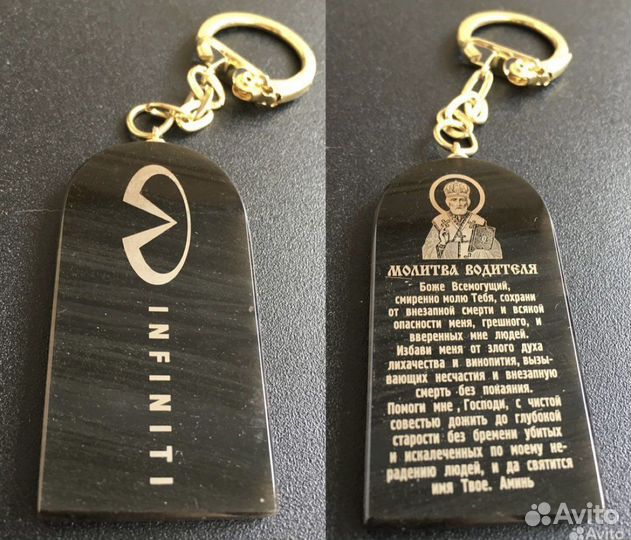 INFINITI
МОЛИТВА ВОДИТЕЛЯ
Боже Всемогущий,
смиренно молю Тебя, сохрани
от внезапной смерти и всякой
опасности меня, грешного, и
вверенных мне людей.
Избави меня от злого духа
лихачества и винопития, вызы-
вающих несчастия и внезапную
смерть без покаяния.
Помоги мне , Господи, с чистой
совестью дожить до глубокой
старости без бремени убитых
и искалеченных по моему не-
радению людей, и да святится
имя Твое. Аминь
Avito
Avito